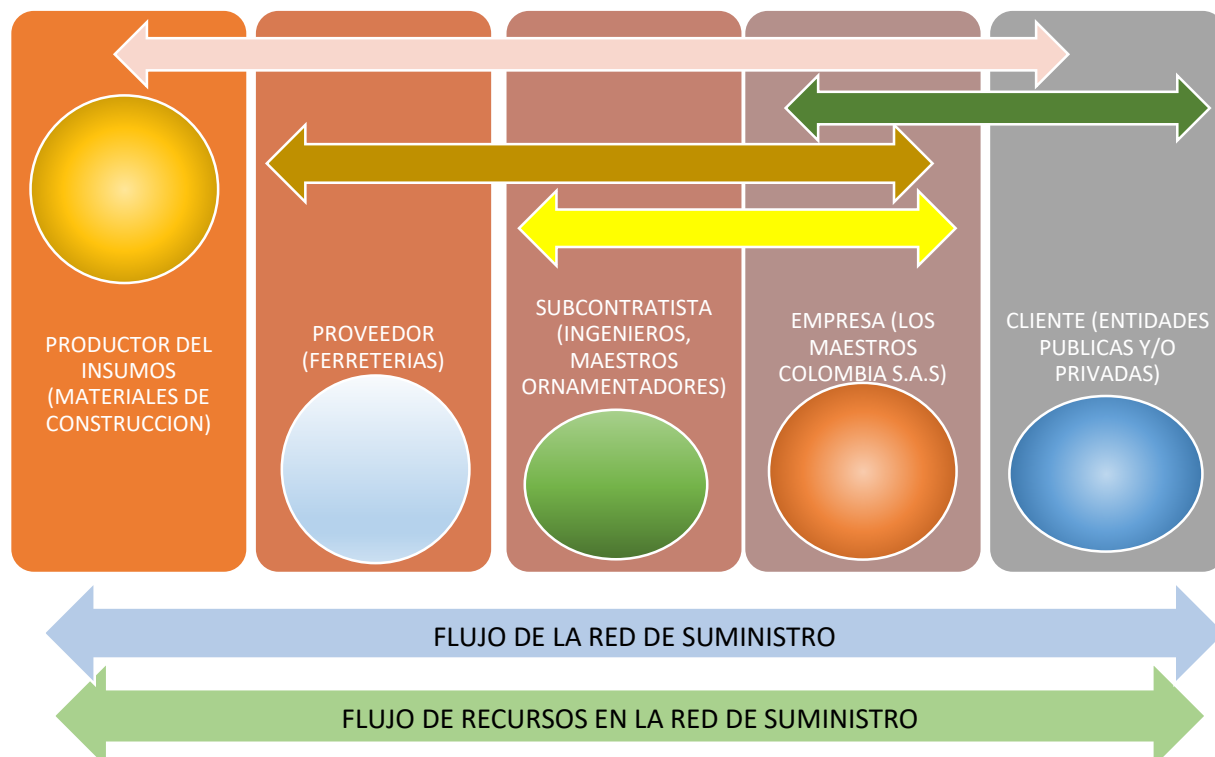 PRODUCTOR DEL
INSUMOS
(MATERIALES DE
CONSTRUCCION)
PROVEEDOR
(FERRETERIAS)
SUBCONTRATISTA
(INGENIEROS,
MAESTROS
ORNAMENTADORES)
EMPRESA (LOS
MAESTROS
COLOMBIA S.A.S)
CLIENTE (ENTIDADES
PUBLICAS Y/O
PRIVADAS)
FLUJO DE LA RED DE SUMINISTRO
FLUJO DE RECURSOS EN LA RED DE SUMINISTRO